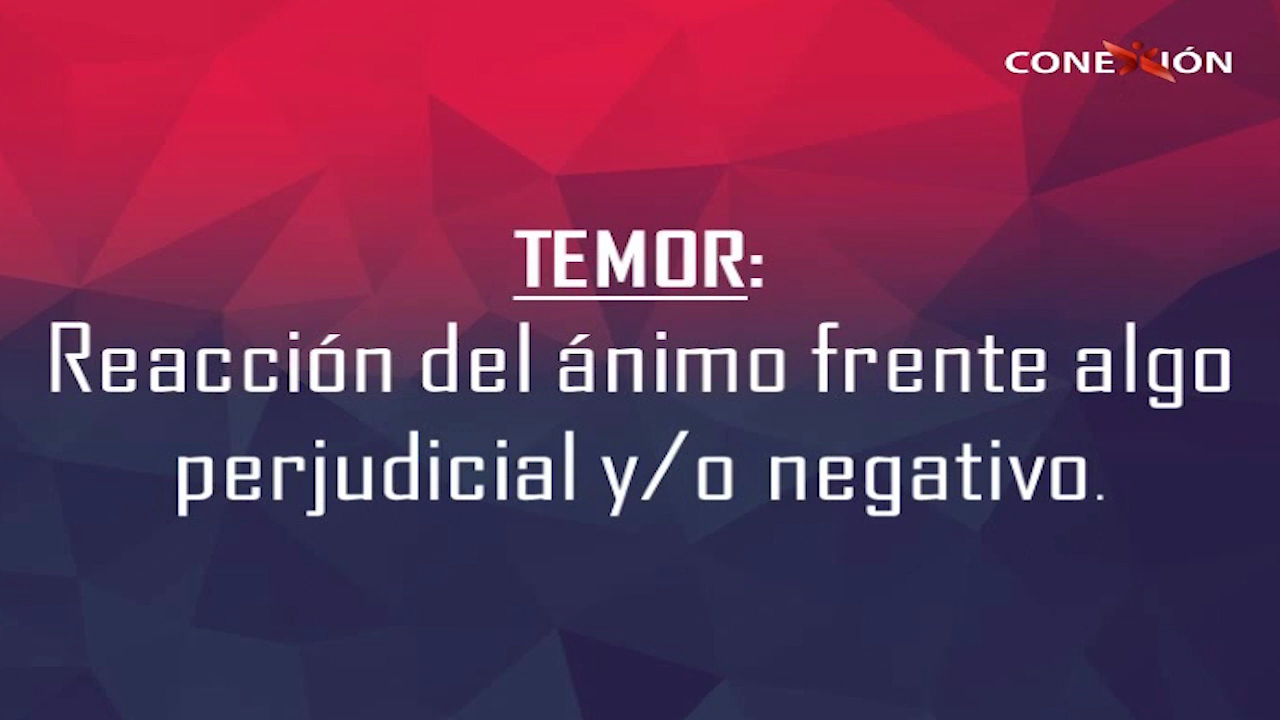 CONEXIÓN
TEMOR:
Reacción del ánimo frente algo
perjudicial y/o negativo.